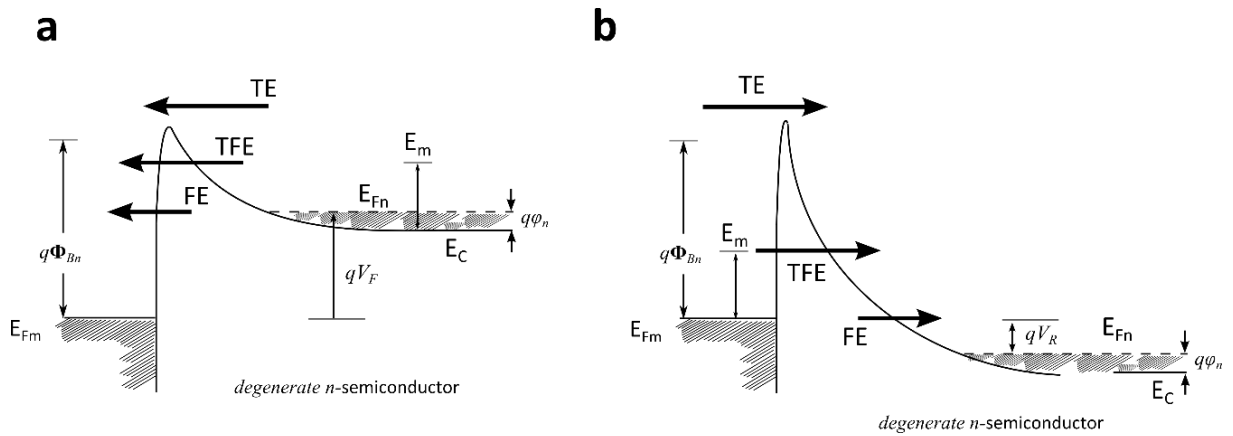 a
TE
TFE
FE
E_m
E_Fn
qφ_n
E_C
qΦ_Bn
qV_F
E_Fm
degenerate n-semiconductor
b
TE
E_m
qΦ_Bn
TFE
E_Fm
FE
qV_R
E_Fn
qφ_n
E_C
degenerate n-semiconductor